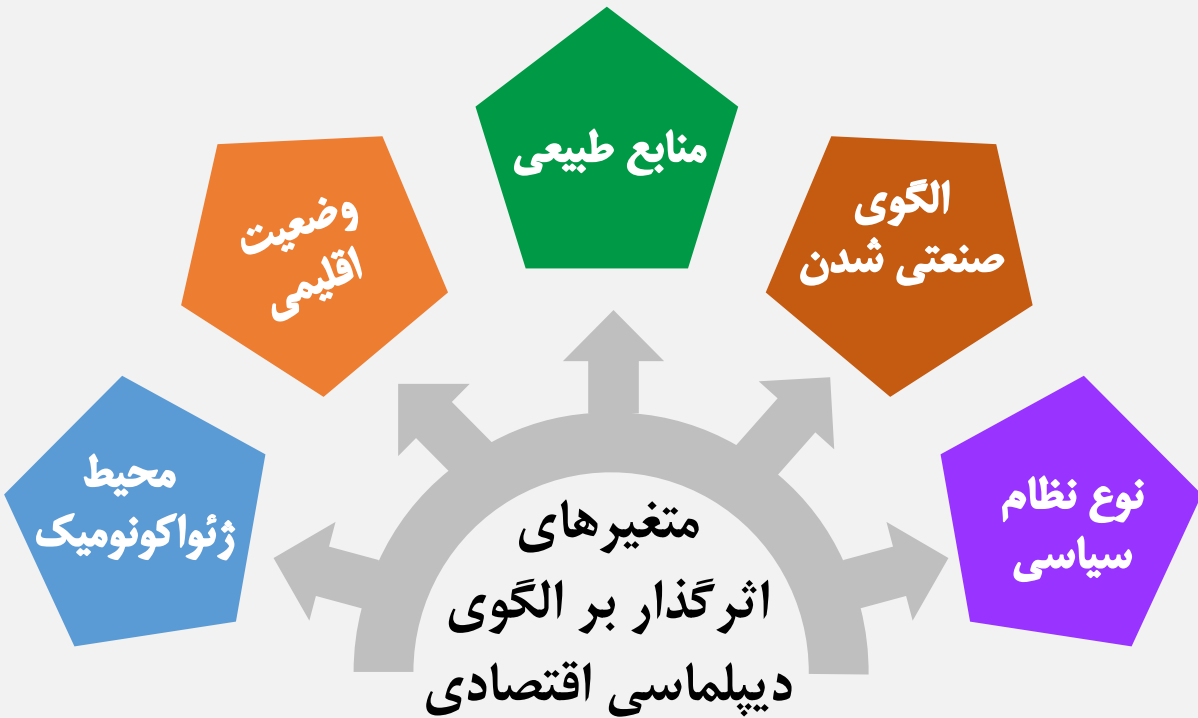 منابع طبیعی
الگوی
صنعتی شدن
وضعیت
اقلیمی
نوع نظام
سیاسی
محیط
ژئواکونومیک
متغیرهای
اثرگذار بر الگوی
دیپلماسی اقتصادی